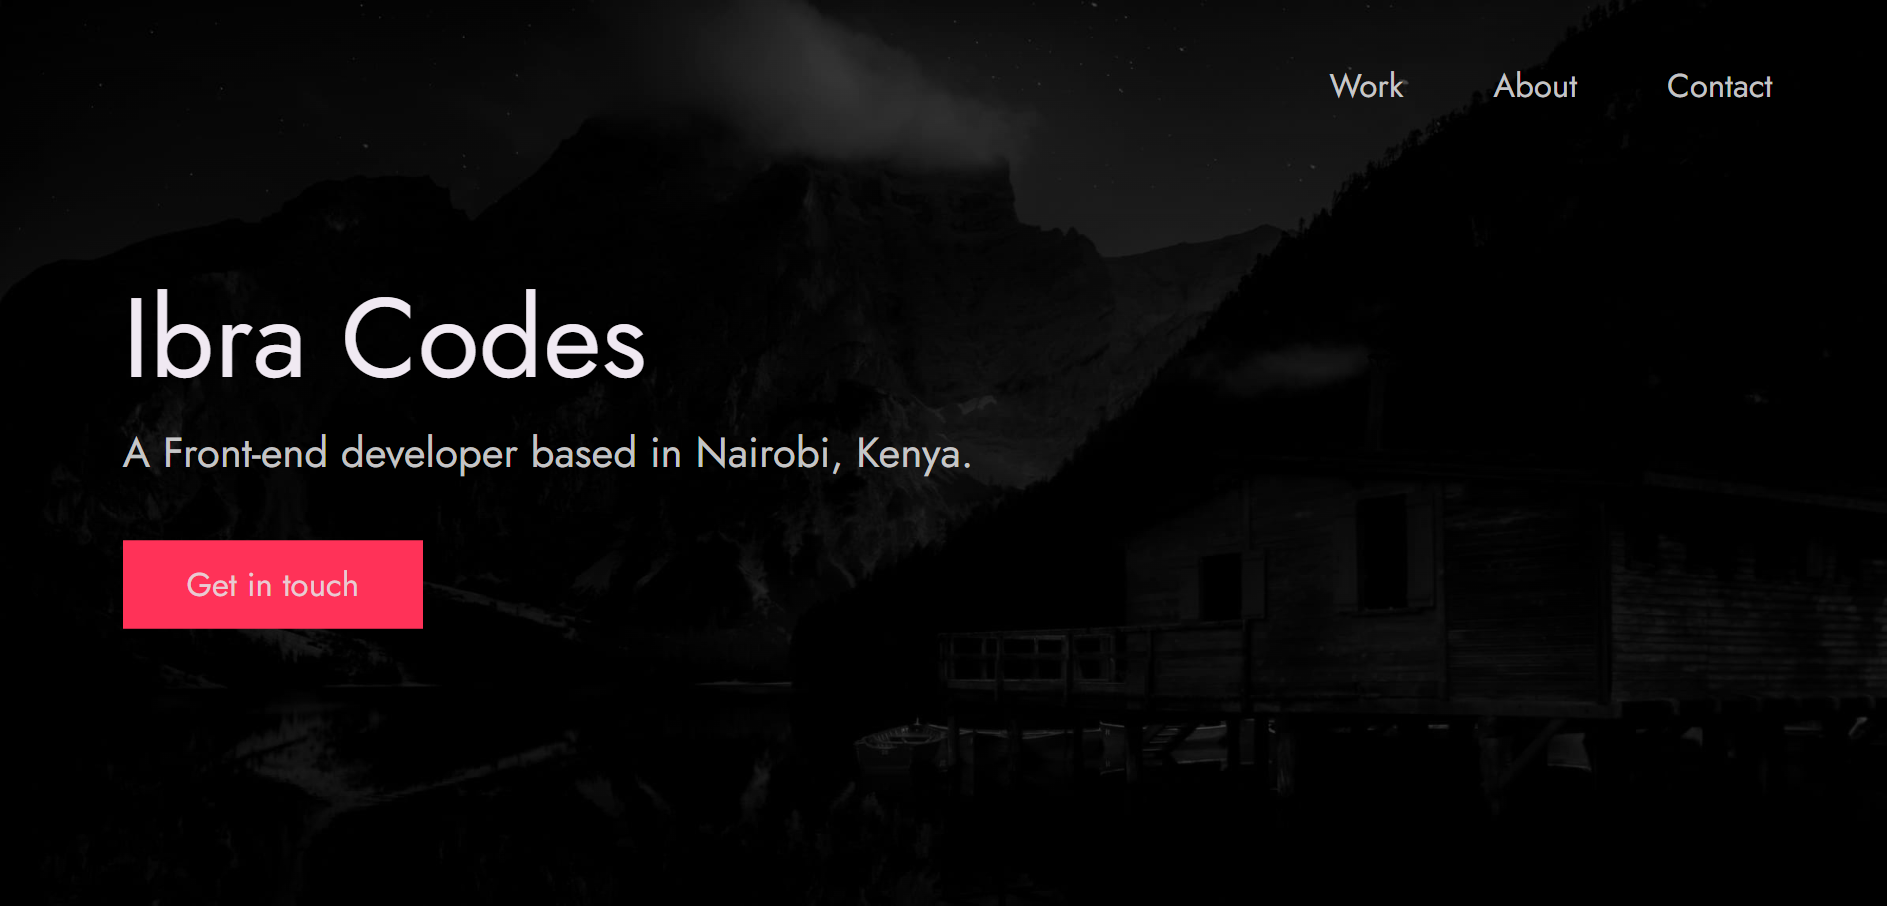 Work About Contact
Ibra Codes
A Front-end developer based in Nairobi, Kenya.
Get in touch